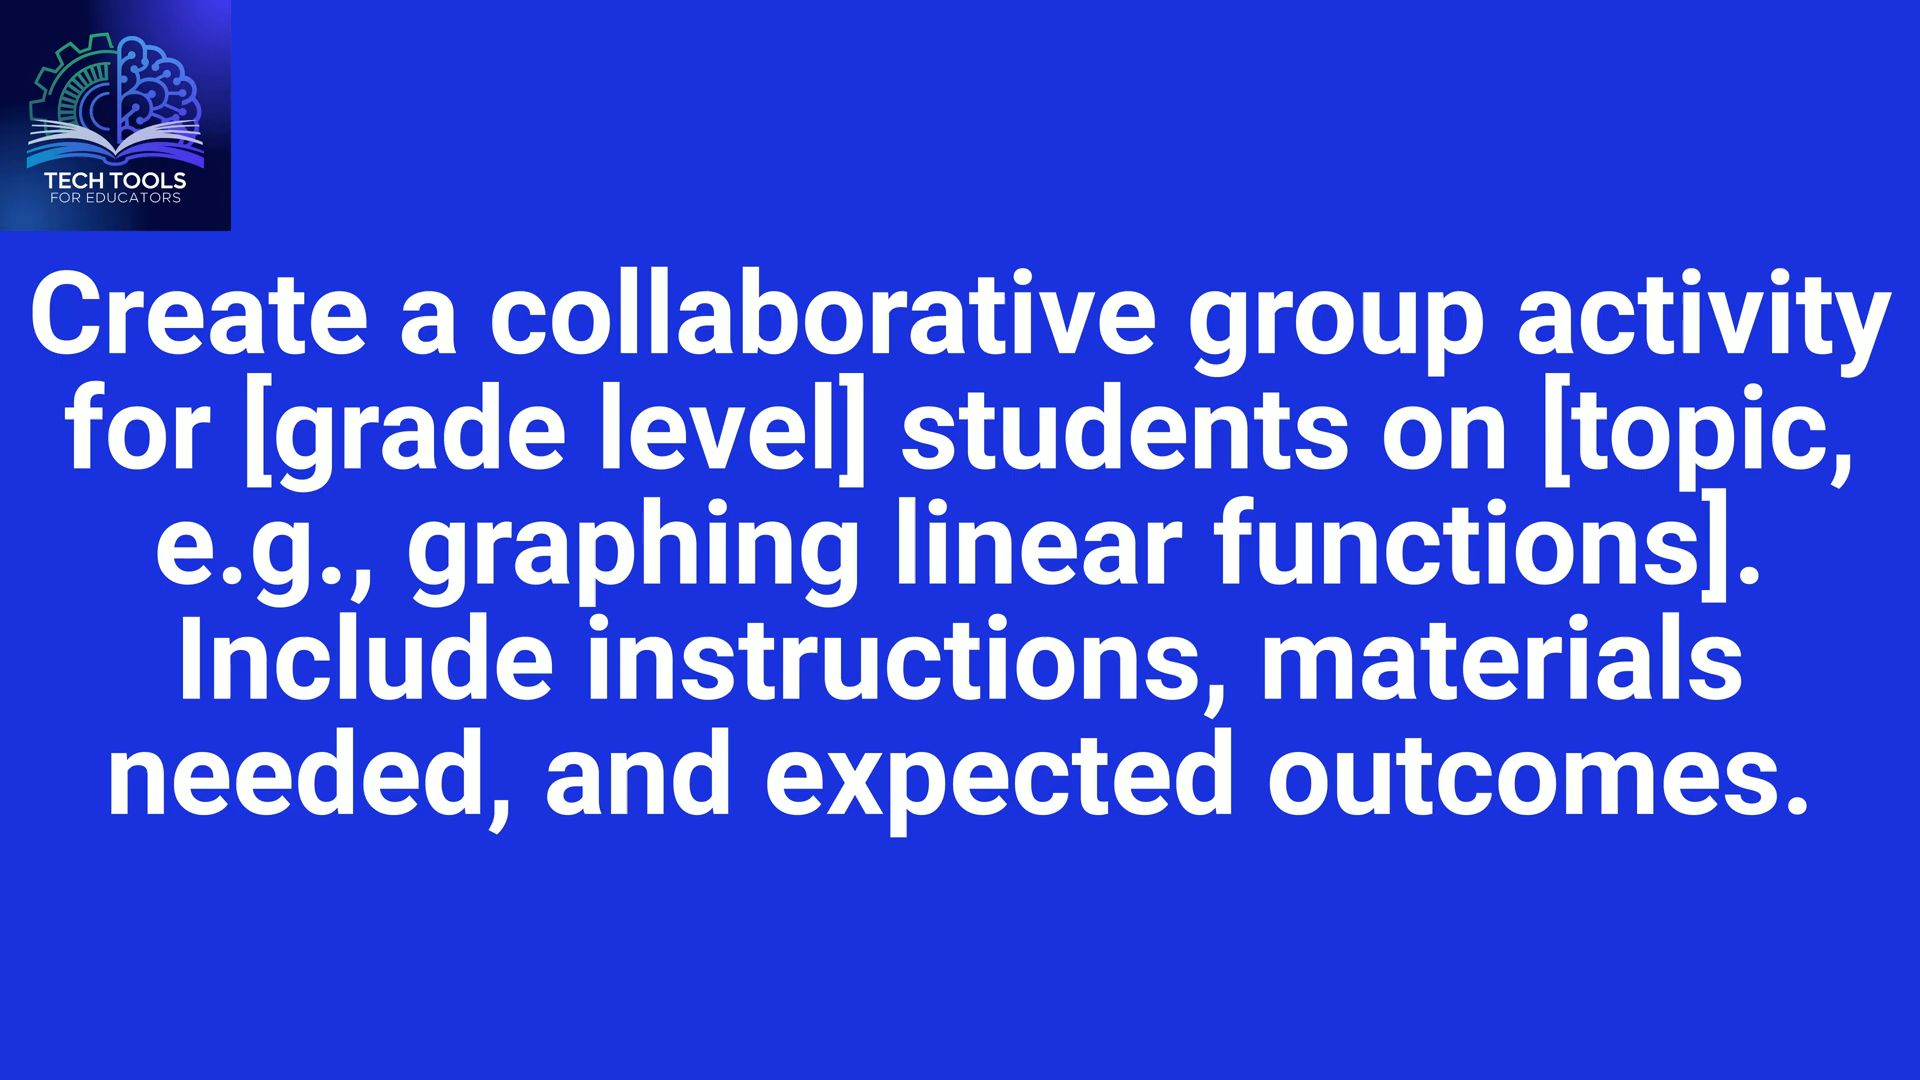 TECH TOOLS
FOR EDUCATORS
Create a collaborative group activity
for [grade level] students on [topic,
e.g., graphing linear functions].
Include instructions, materials
needed, and expected outcomes.